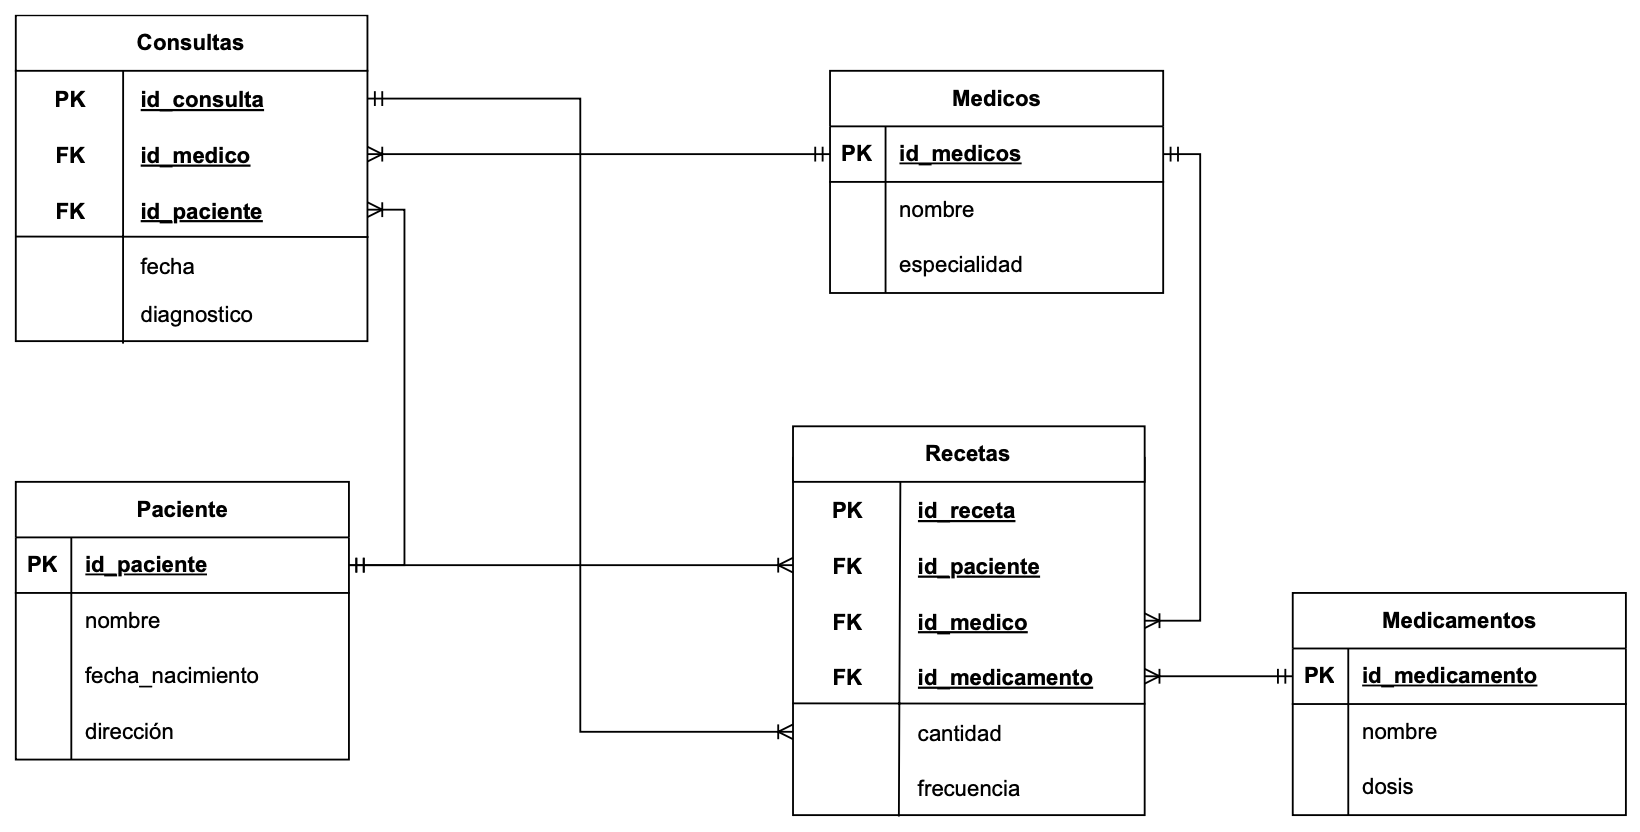 Consultas
PK id_consulta
FK id_medico
FK id_paciente
fecha
diagnostico
Medicos
PK id_medicos
nombre
especialidad
Paciente
PK id_paciente
nombre
fecha_nacimiento
dirección
Recetas
PK id_receta
FK id_paciente
FK id_medico
FK id_medicamento
cantidad
frecuencia
Medicamentos
PK id_medicamento
nombre
dosis